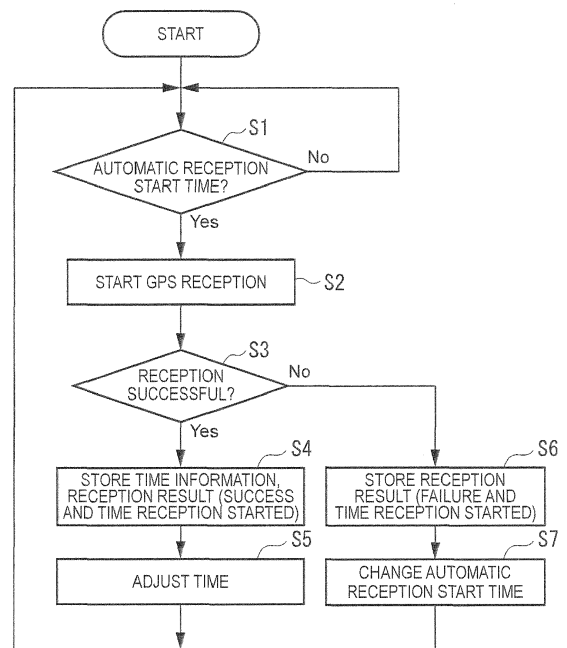 START
S1
AUTOMATIC RECEPTION
START TIME?
No
Yes
START GPS RECEPTION
S2
S3
RECEPTION
SUCCESSFUL?
No
Yes
S4
STORE TIME INFORMATION,
RECEPTION RESULT (SUCCESS
AND TIME RECEPTION STARTED)
S6
STORE RECEPTION
RESULT (FAILURE AND
TIME RECEPTION STARTED)
S5
ADJUST TIME
S7
CHANGE AUTOMATIC
RECEPTION START TIME